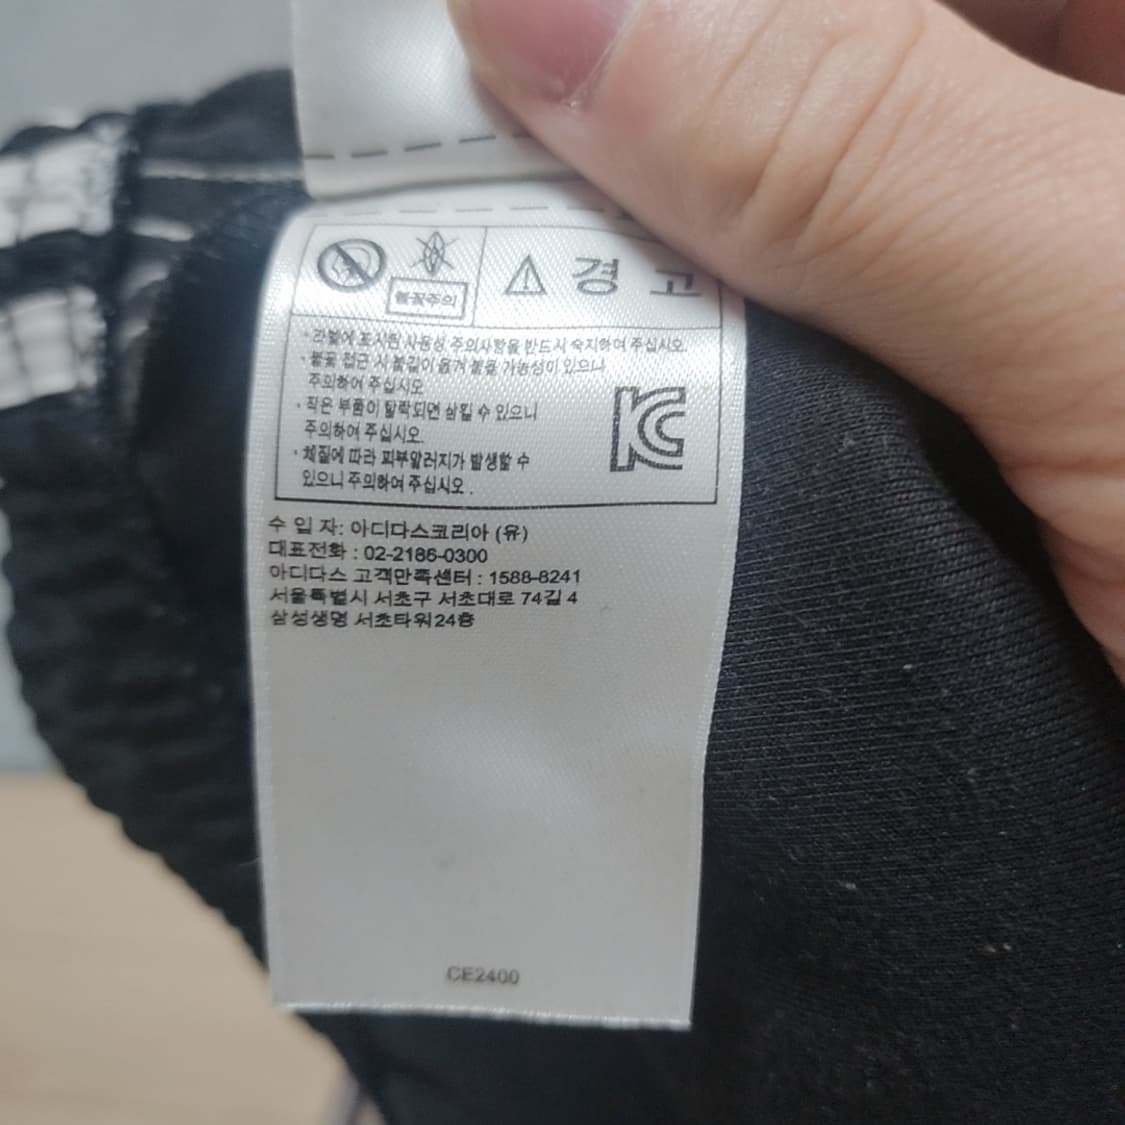 불꽃주의
경고
· 라벨에 표시된 사용상 주의사항을 반드시 숙지하여 주십시오.
· 불꽃 접근 시 불길이 옮겨 붙을 가능성이 있으니
주의하여 주십시오
· 작은 부품이 탈락되면 삼킬 수 있으니
주의하여 주십시오.
· 체질에 따라 피부알러지가 발생할 수
있으니 주의하여 주십시오.
KC
수 입 자: 아디다스코리아 (유)
대표전화 : 02-2186-0300
아디다스 고객만족센터 : 1588-8241
서울특별시 서초구 서초대로 74길 4
삼성생명 서초타워24층
CE2400